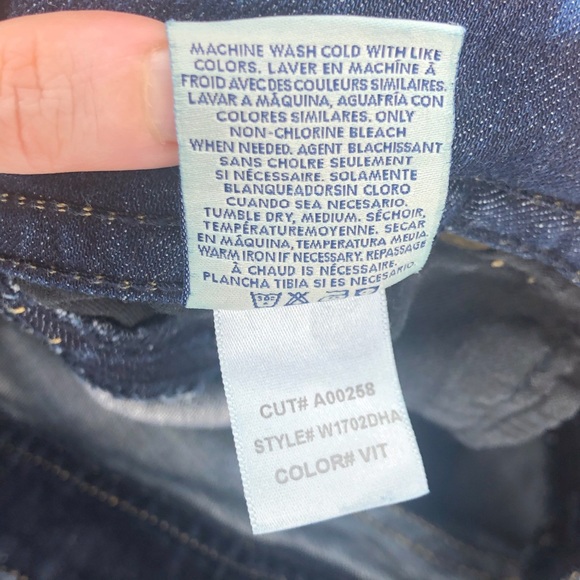 MACHINE WASH COLD WITH LIKE
COLORS. LAVER EN MACHÎNE À
FROID AVEC DES COULEURS SIMILAIRES.
LAVAR A MÁQUINA, AGUAFRÍA CON
COLORES SIMILARES. ONLY
NON-CHLORINE BLEACH
WHEN NEEDED. AGENT BLACHISSANT
SANS CHOLRE SEULEMENT
SI NÉCESSAIRE. SOLAMENTE
BLANQUEADORSIN CLORO
CUANDO SEA NECESARIO.
TUMBLE DRY, MEDIUM. SÉCHOIR,
TEMPÉRATUREMOYENNE. SECAR
EN MÁQUINA, TEMPERATURA MEDIA.
WARM IRON IF NECESSARY. REPASSAGE
À CHAUD IS NÉCESSAIRE.
PLANCHA TIBIA SI ES NECESARIO
CUT# A00258
STYLE# W1702DHA
COLOR# VIT